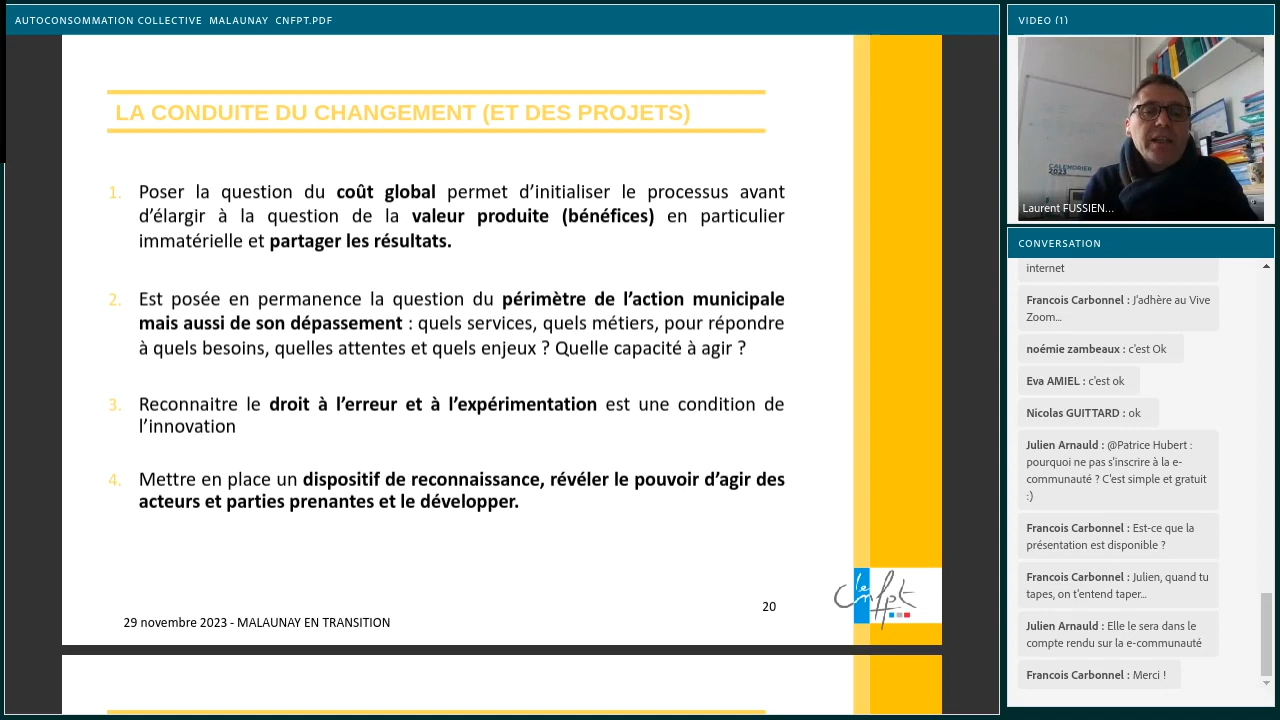 AUTOCONSOMMATION COLLECTIVE MALAUNAY CNFPT.PDF
LA CONDUITE DU CHANGEMENT (ET DES PROJETS)
1. Poser la question du coût global permet d’initialiser le processus avant
d’élargir à la question de la valeur produite (bénéfices) en particulier
immatérielle et partager les résultats.
2. Est posée en permanence la question du périmètre de l’action municipale
mais aussi de son dépassement : quels services, quels métiers, pour répondre
à quels besoins, quelles attentes et quels enjeux ? Quelle capacité à agir ?
3. Reconnaitre le droit à l’erreur et à l’expérimentation est une condition de
l’innovation
4. Mettre en place un dispositif de reconnaissance, révéler le pouvoir d’agir des
acteurs et parties prenantes et le développer.
le cnfpt
20
29 novembre 2023 - MALAUNAY EN TRANSITION
VIDEO (1)
CALENDRIER
2023
Laurent FUSSIEN...
CONVERSATION
internet
Francois Carbonnel : J'adhère au Vive
Zoom...
noémie zambeaux : c'est Ok
Eva AMIEL : c'est ok
Nicolas GUITTARD : ok
Julien Arnauld : @Patrice Hubert :
pourquoi ne pas s'inscrire à la e-
communauté ? C'est simple et gratuit
:)
Francois Carbonnel : Est-ce que la
présentation est disponible ?
Francois Carbonnel : Julien, quand tu
tapes, on t'entend taper...
Julien Arnauld : Elle le sera dans le
compte rendu sur la e-communauté
Francois Carbonnel : Merci !